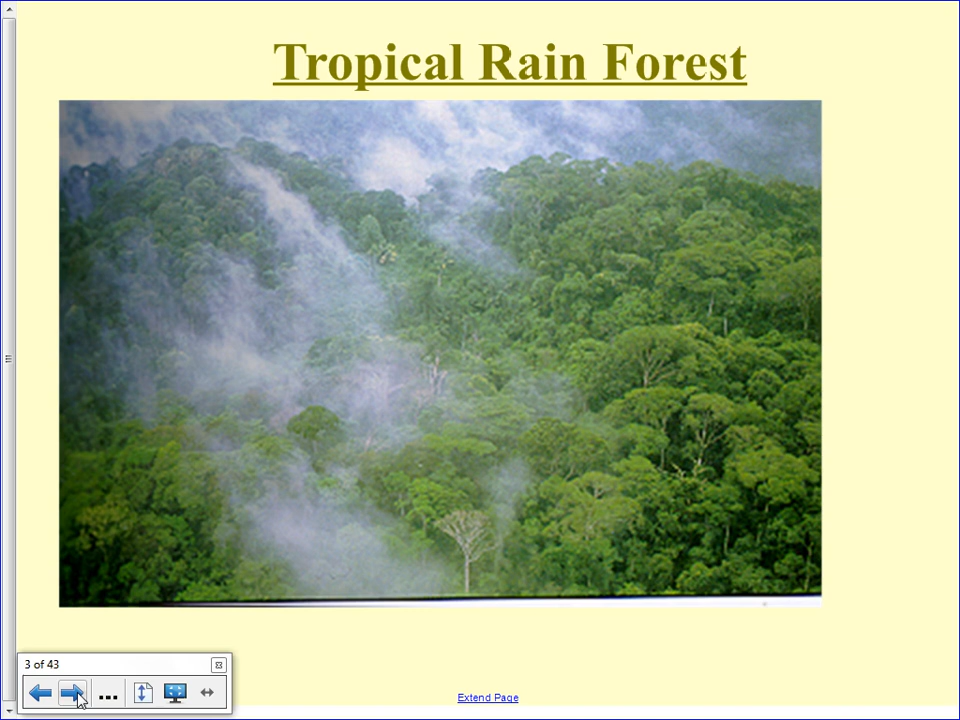 Tropical Rain Forest
3 of 43
...
Extend Page